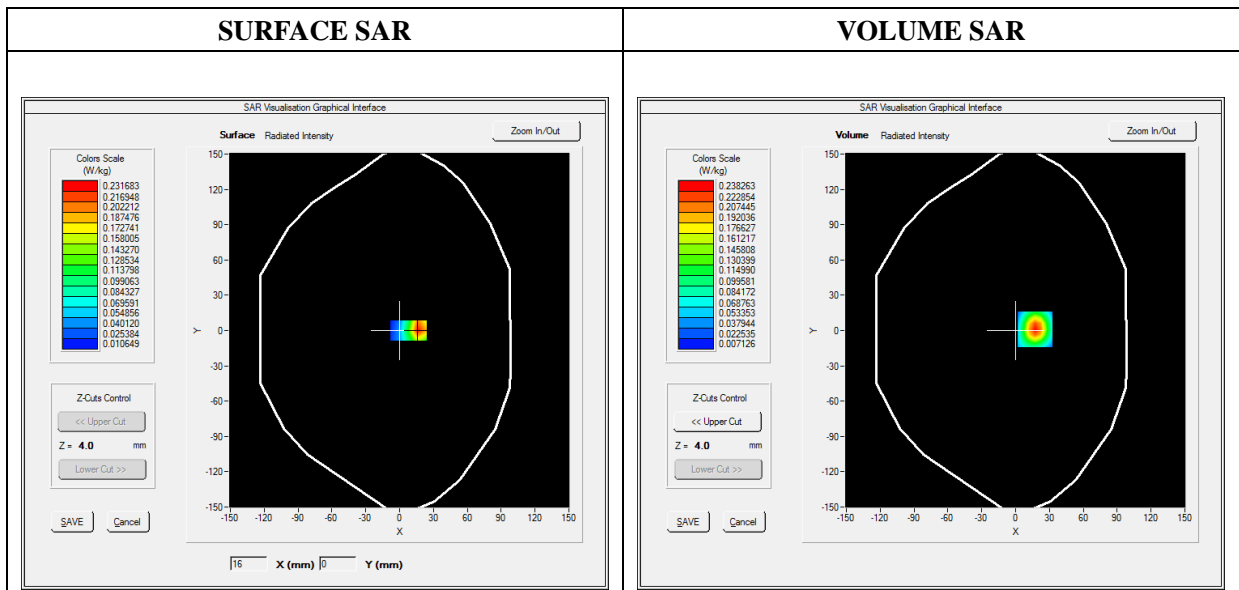 SURFACE SAR
VOLUME SAR
SAR Visualisation Graphical Interface
Surface Radiated Intensity
Zoom In/Out
Colors Scale
(W/kg)
0.231683
0.216948
0.202212
0.187476
0.172741
0.158005
0.143270
0.128534
0.113798
0.099063
0.084327
0.069591
0.054856
0.040120
0.025384
0.010649
Z-Cuts Control
<< Upper Cut
Z = 4.0 mm
Lower Cut >>
SAVE Cancel
150
120
90
60
30
0
-30
-60
-90
-120
-150
Y
-150 -120 -90 -60 -30 0 30 60 90 120 150
X
16 X (mm) 0 Y (mm)
SAR Visualisation Graphical Interface
Volume Radiated Intensity
Zoom In/Out
Colors Scale
(W/kg)
0.238263
0.222854
0.207445
0.192036
0.176627
0.161217
0.145808
0.130399
0.114990
0.099581
0.084172
0.068763
0.053353
0.037944
0.022535
0.007126
Z-Cuts Control
<< Upper Cut
Z = 4.0 mm
Lower Cut >>
SAVE Cancel
150
120
90
60
30
0
-30
-60
-90
-120
-150
Y
-150 -120 -90 -60 -30 0 30 60 90 120 150
X